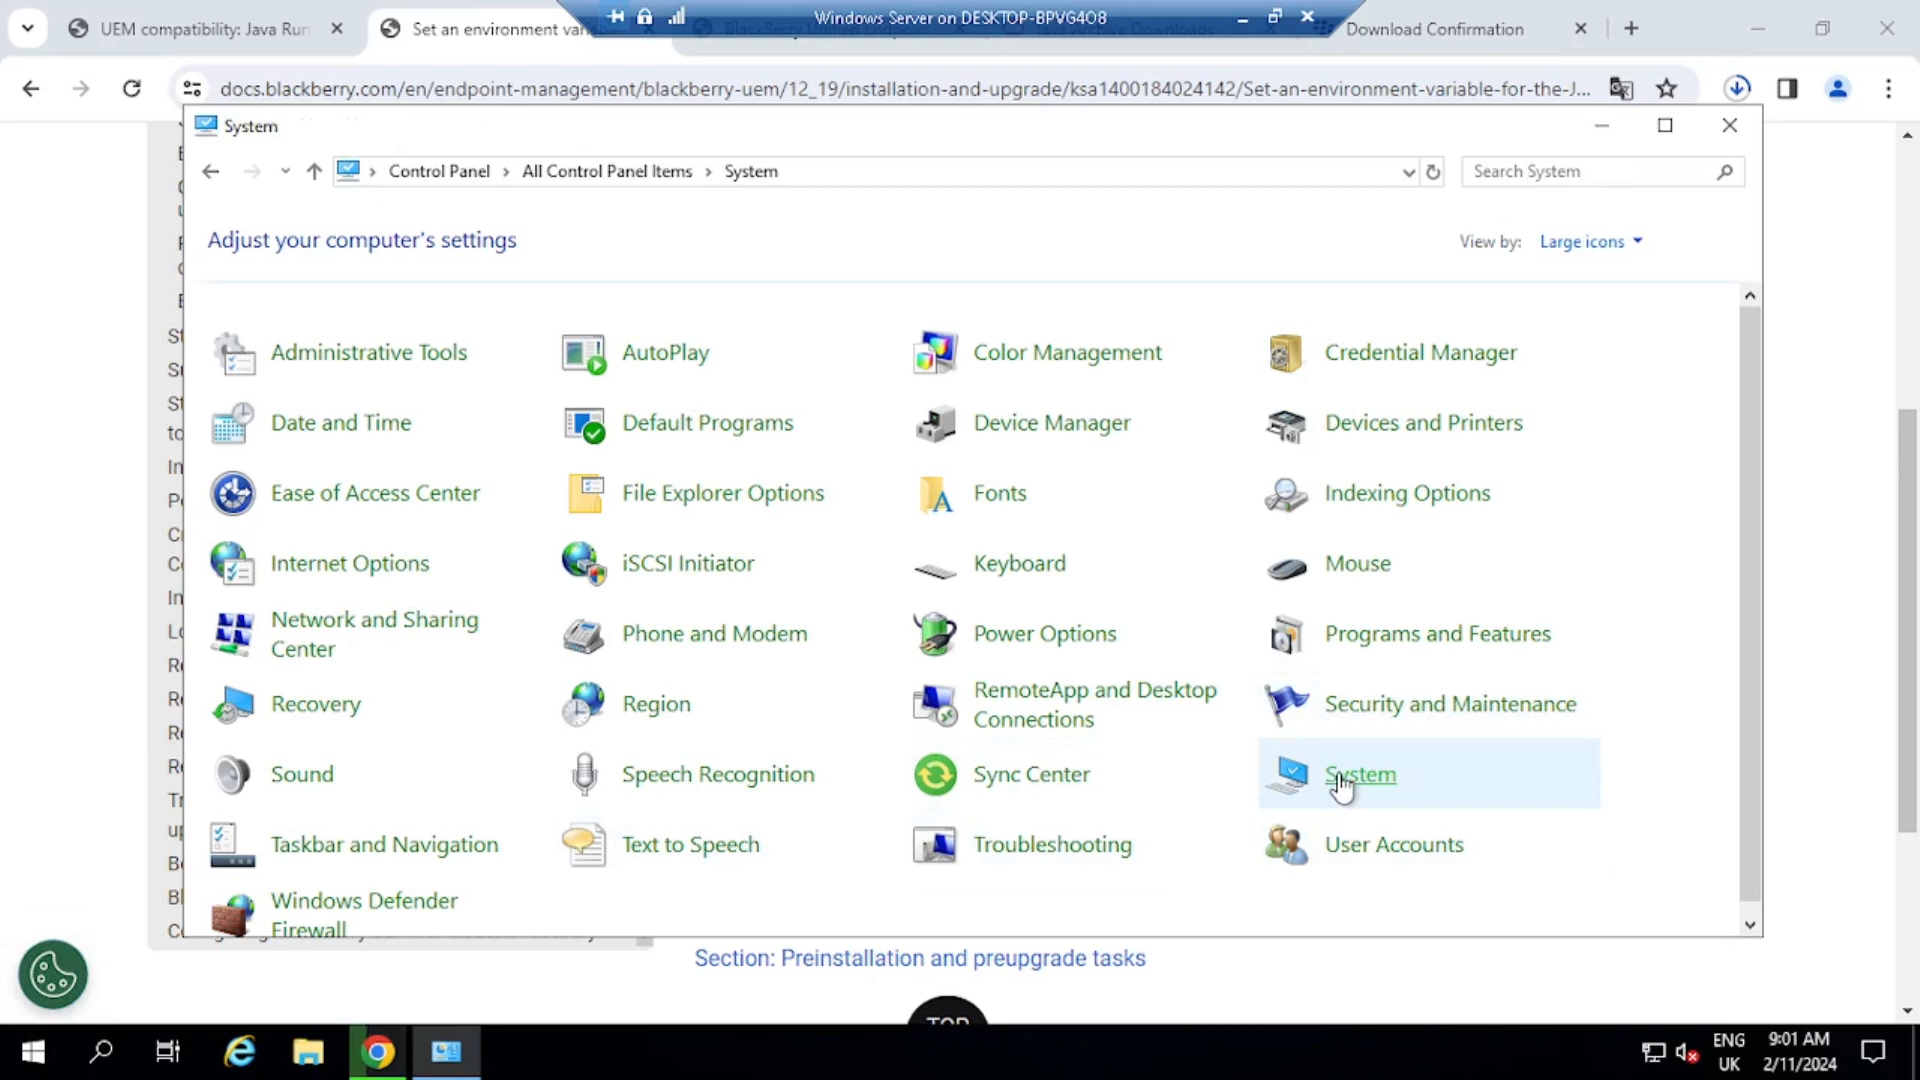 UEM compatibility: Java Run
Set an environment vari
Windows Server on DESKTOP-BPVG4O8
Download Confirmation
docs.blackberry.com/en/endpoint-management/blackberry-uem/12_19/installation-and-upgrade/ksa1400184024142/Set-an-environment-variable-for-the-J...
System
Control Panel
All Control Panel Items
System
Search System
Adjust your computer's settings
View by:
Large icons
Administrative Tools
AutoPlay
Color Management
Credential Manager
Date and Time
Default Programs
Device Manager
Devices and Printers
Ease of Access Center
File Explorer Options
Fonts
Indexing Options
Internet Options
iSCSI Initiator
Keyboard
Mouse
Network and Sharing
Center
Phone and Modem
Power Options
Programs and Features
Recovery
Region
RemoteApp and Desktop
Connections
Security and Maintenance
Sound
Speech Recognition
Sync Center
System
Taskbar and Navigation
Text to Speech
Troubleshooting
User Accounts
Windows Defender
Firewall
Section: Preinstallation and preupgrade tasks
TOP
ENG
UK
9:01 AM
2/11/2024